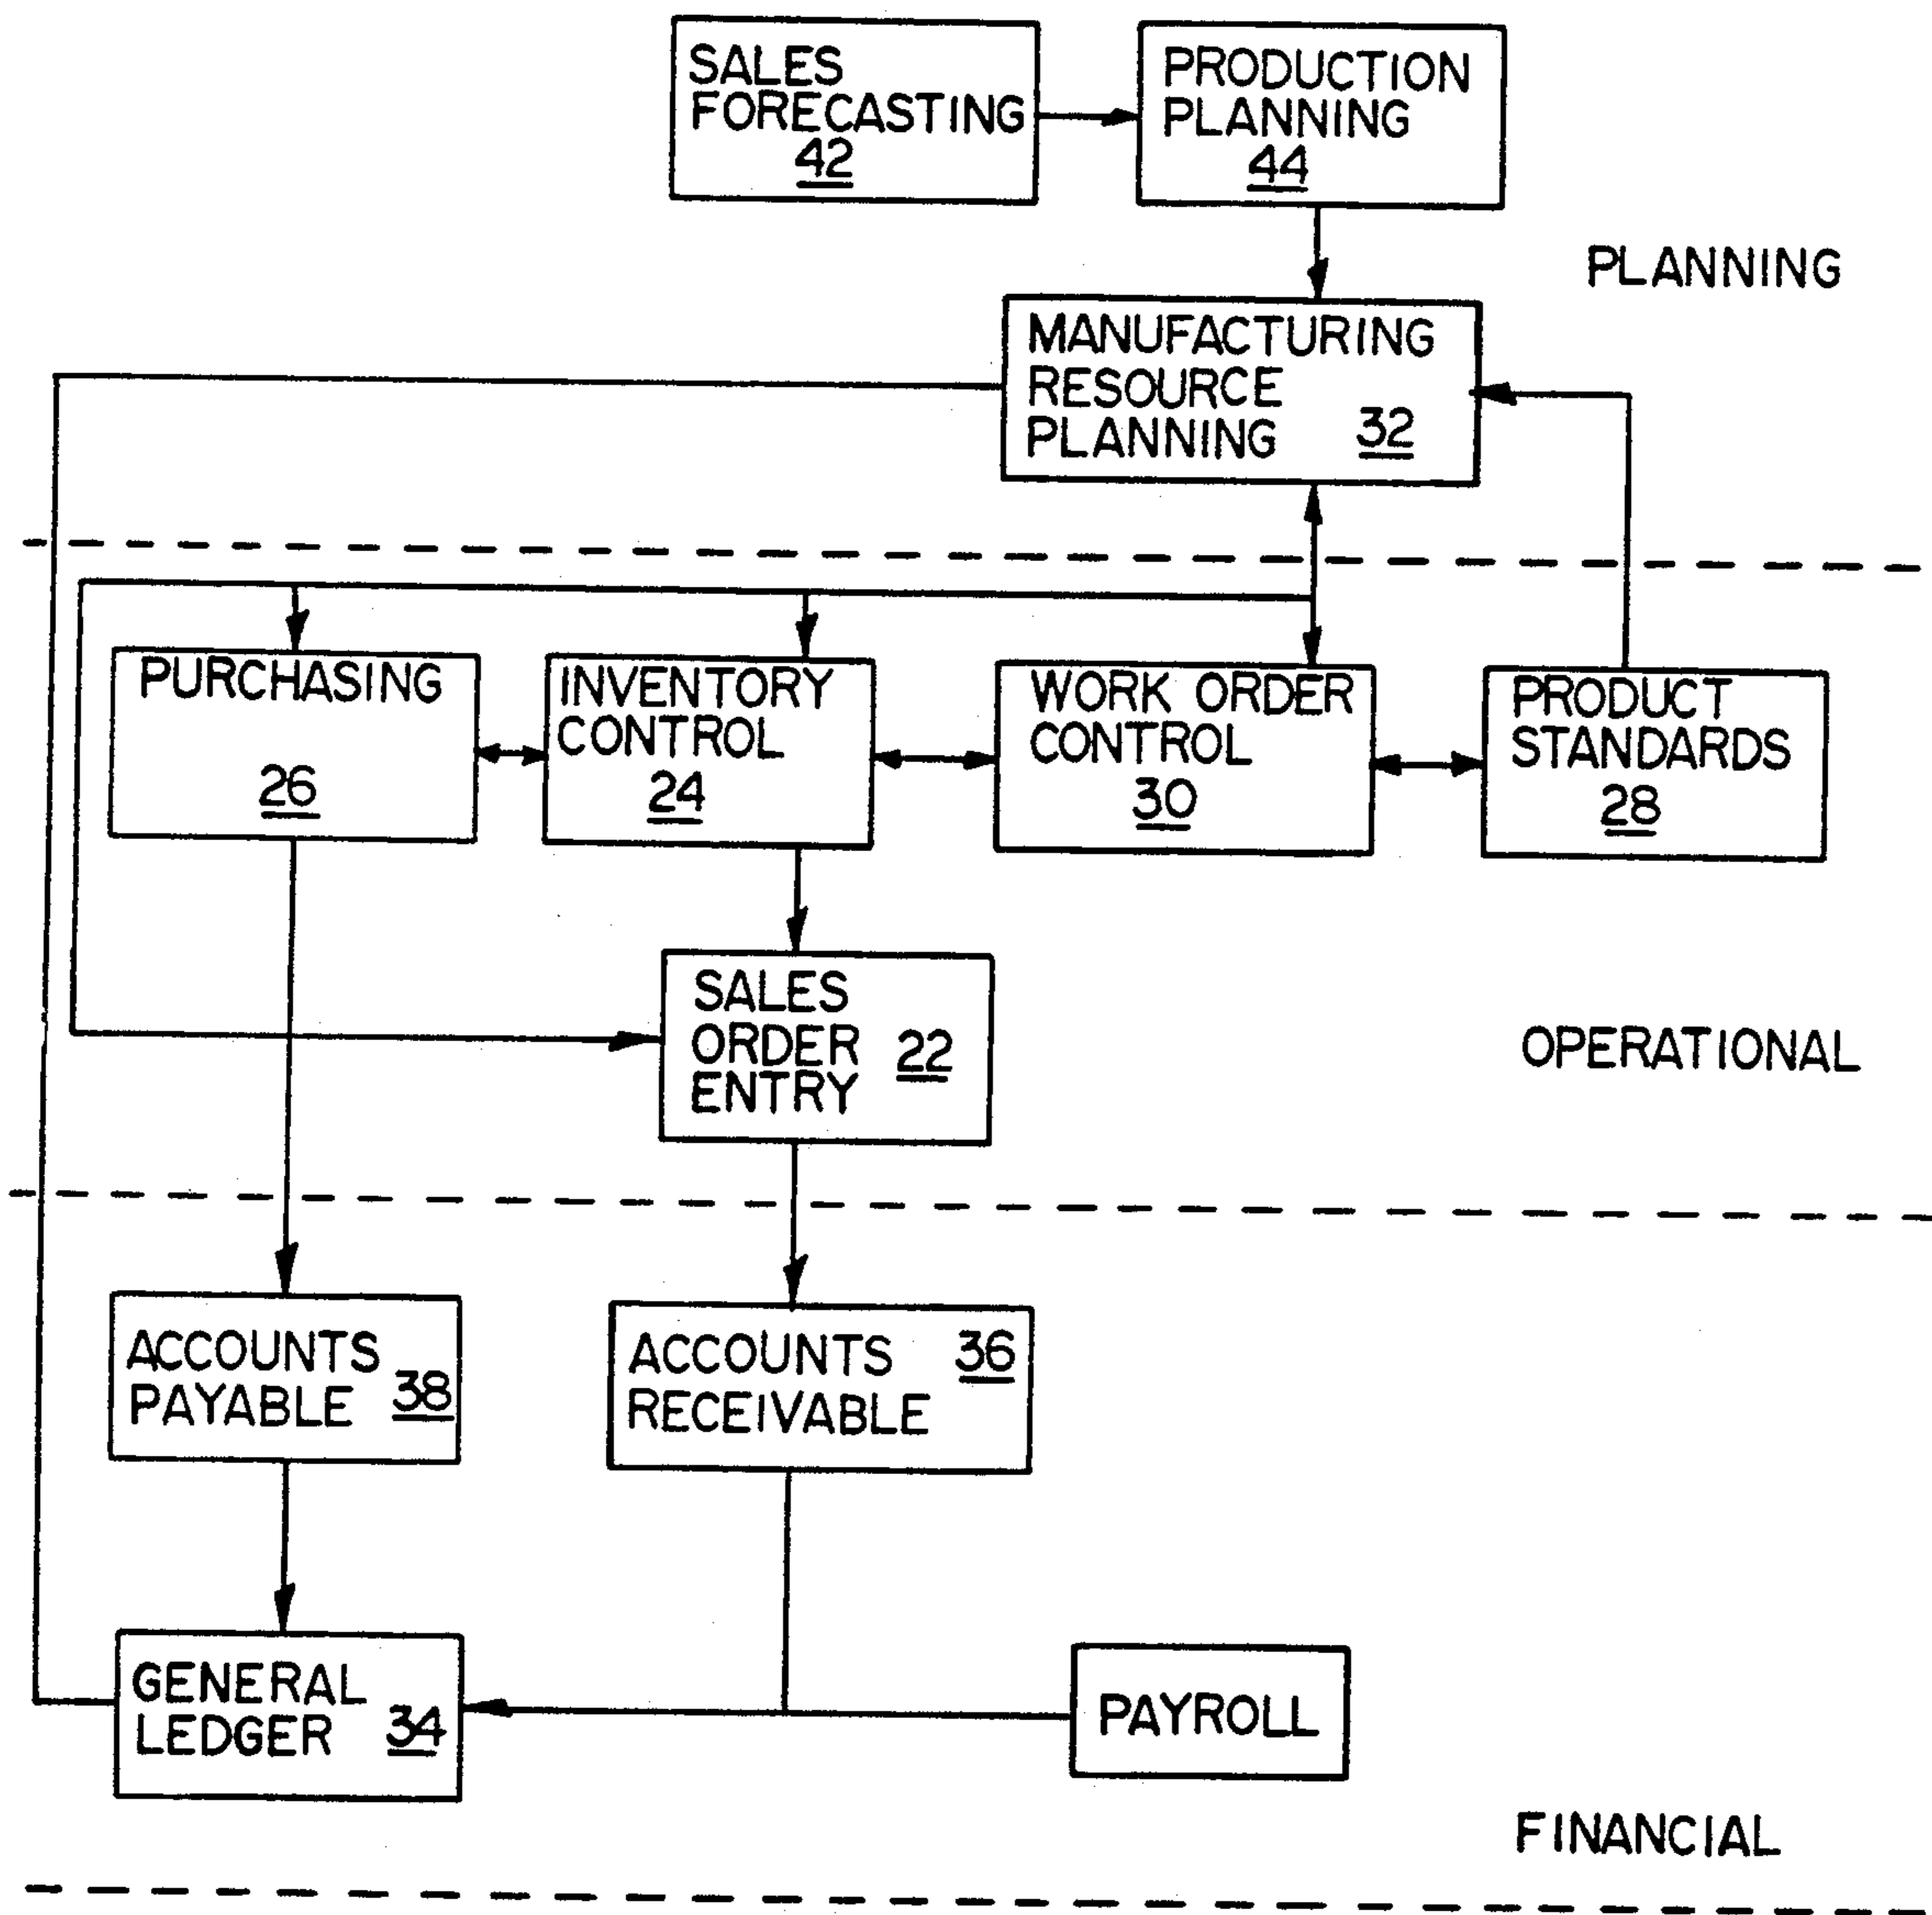 SALES
FORECASTING
42
PRODUCTION
PLANNING
44
PLANNING
MANUFACTURING
RESOURCE
PLANNING 32
PURCHASING
26
INVENTORY
CONTROL
24
WORK ORDER
CONTROL
30
PRODUCT
STANDARDS
28
SALES
ORDER 22
ENTRY
OPERATIONAL
ACCOUNTS
PAYABLE 38
ACCOUNTS 36
RECEIVABLE
GENERAL
LEDGER 34
PAYROLL
FINANCIAL